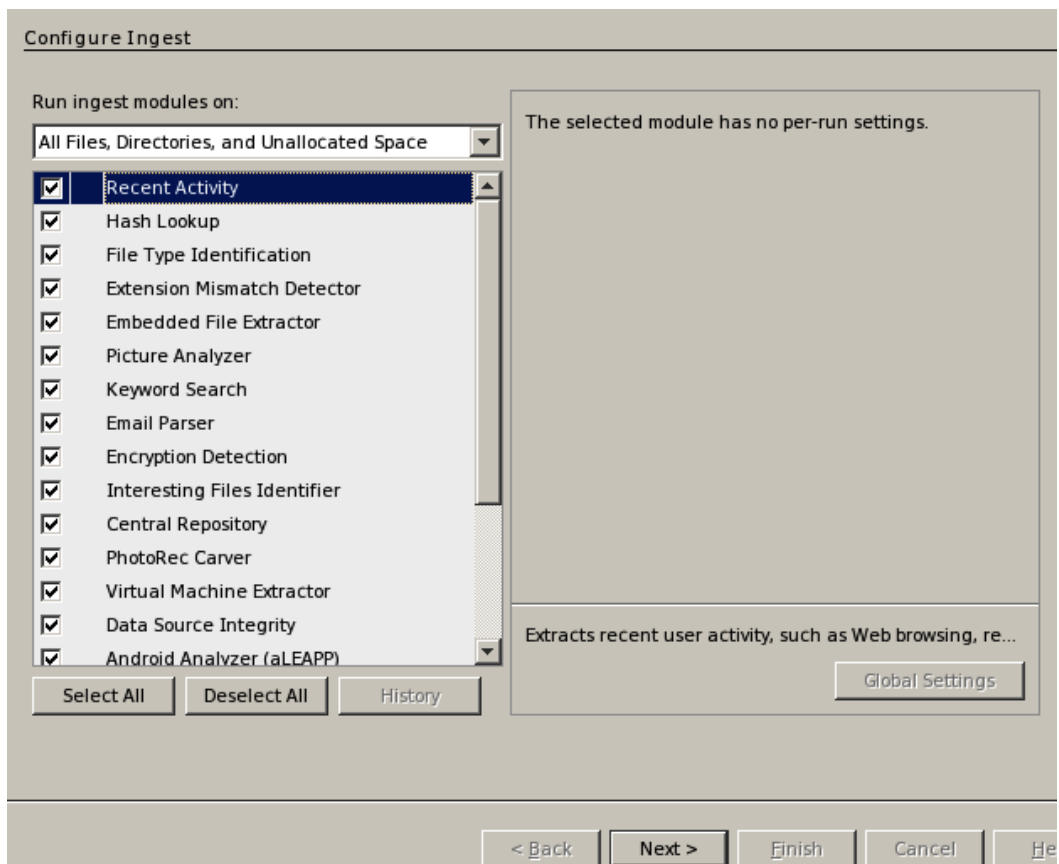 Configure Ingest
Run ingest modules on:
All Files, Directories, and Unallocated Space
Recent Activity
Hash Lookup
File Type Identification
Extension Mismatch Detector
Embedded File Extractor
Picture Analyzer
Keyword Search
Email Parser
Encryption Detection
Interesting Files Identifier
Central Repository
PhotoRec Carver
Virtual Machine Extractor
Data Source Integrity
Android Analyzer (aLEAPP)
Select All Deselect All History
The selected module has no per-run settings.
Extracts recent user activity, such as Web browsing, re...
Global Settings
< Back Next > Finish Cancel He